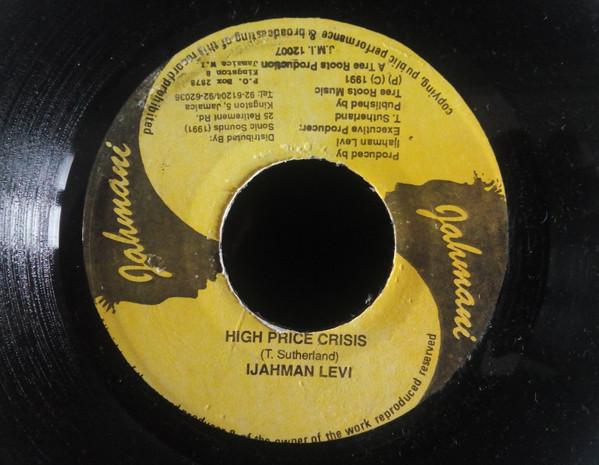 HIGH PRICE CRISIS
(T. Sutherland)
IJAHMAN LEVI
Jahmani
Jahmani
Produced by
Ijahman Levi
Executive Producer:
T. Sutherland
Published by
Tree Roots Music
(P) (C) 1991
A Tree Roots Production
J.M.I. 12007
Distributed By:
Sonic Sounds (1991)
25 Retirement Rd.
Kingston 5, Jamaica
Tel: 92-61204/92-62036
P.O. Box 2878
Kingston 8
Jamaica W.I.
of the owner of the work reproduced reserved
copying, public performance & broadcasting of this record prohibited